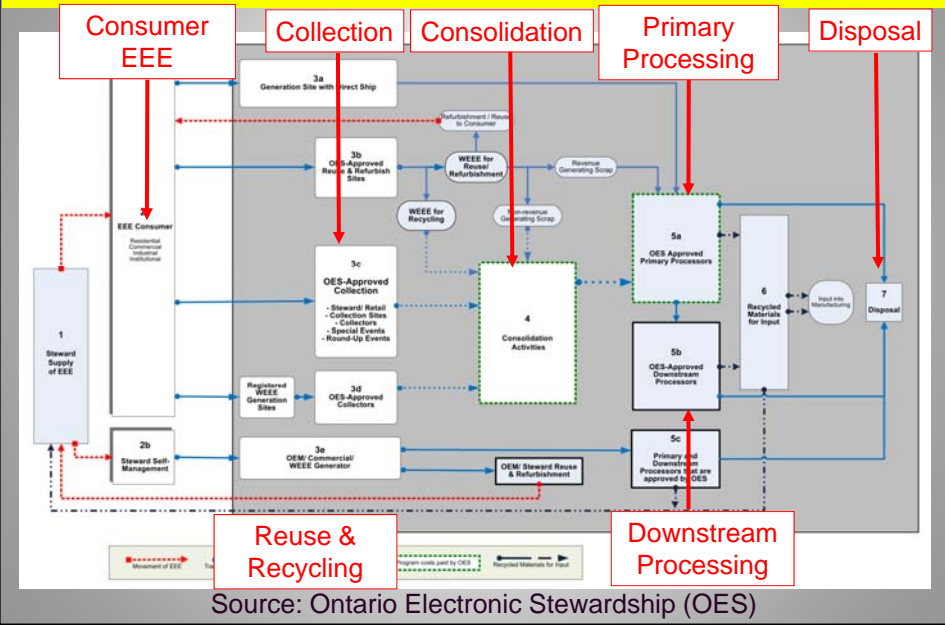 Consumer
EEE
Collection
Consolidation
Primary
Processing
Disposal
3a
Generation Site with Direct Ship
Refurbishment / Reuse
to Consumer
3b
OES-Approved
Reuse & Refurbish
Sites
WEEE for
Reuse/
Refurbishment
Revenue
Generating Scrap
WEEE for
Recycling
Non-revenue
Generating Scrap
EEE Consumer
Residential
Commercial
Industrial
Institutional
3c
OES-Approved
Collection
- Steward/ Retail
- Collection Sites
- Collectors
- Special Events
- Round-Up Events
4
Consolidation
Activities
5a
OES Approved
Primary Processors
6
Recycled
Materials
for Input
Input into
Manufacturing
7
Disposal
1
Steward
Supply
of EEE
5b
OES-Approved
Downstream
Processors
Registered
WEEE
Generation
Sites
3d
OES-Approved
Collectors
2b
Steward Self-
Management
3e
OEM/ Commercial/
WEEE Generator
OEM/ Steward Reuse
& Refurbishment
5c
Primary and
Downstream
Processors that are
approved by OES
Reuse &
Recycling
Downstream
Processing
Movement of EEE
Program costs paid by OES
Recycled Materials for Input
Source: Ontario Electronic Stewardship (OES)